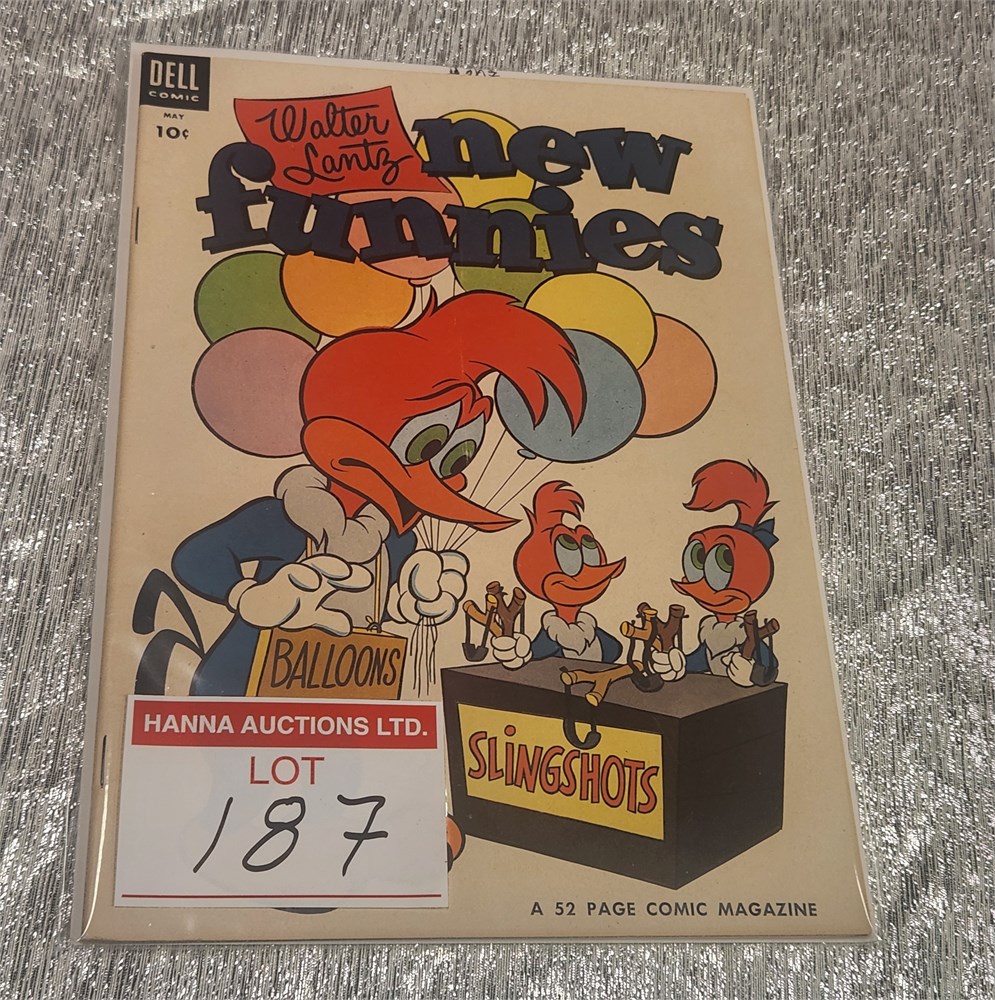 DELL
COMIC
MAY
10¢
Walter
Lantz
new
funnies
BALLOONS
SLiNGSHOTS
HANNA AUCTIONS LTD.
LOT
187
A 52 PAGE COMIC MAGAZINE